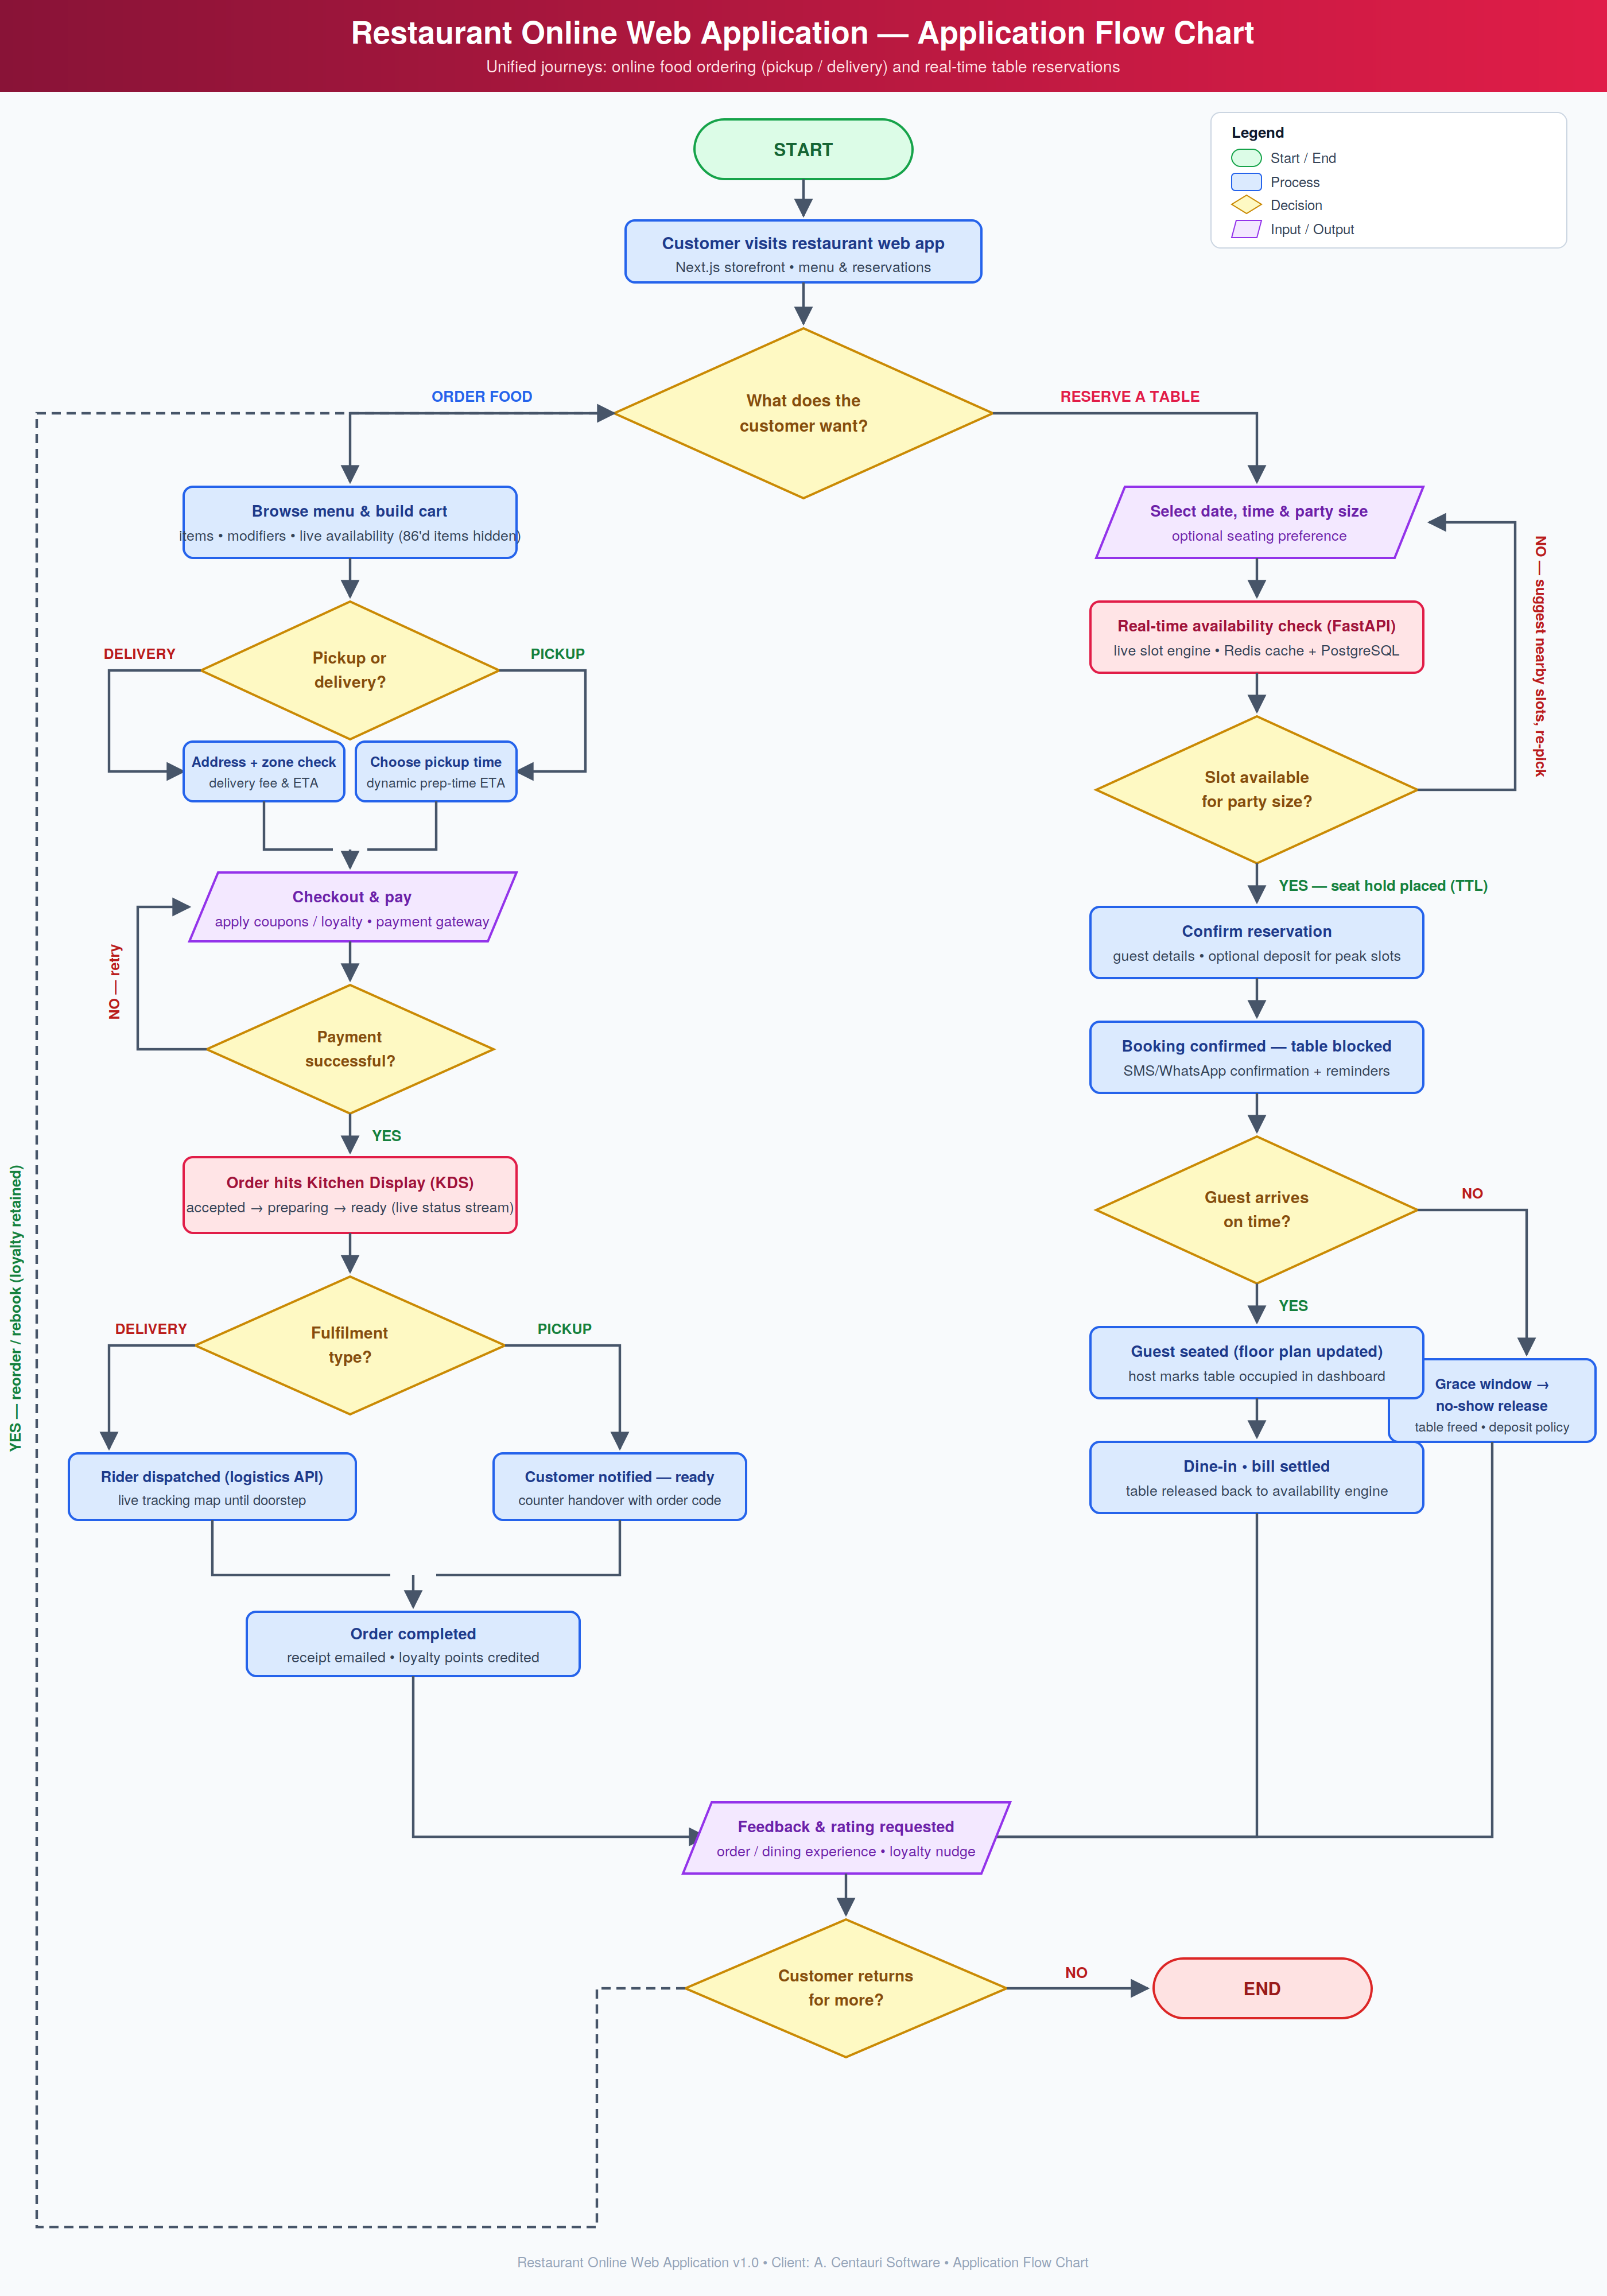 Restaurant Online Web Application — Application Flow Chart
Unified journeys: online food ordering (pickup / delivery) and real-time table reservations
Legend
Start / End
Process
Decision
Input / Output
START
Customer visits restaurant web app
Next.js storefront • menu & reservations
What does the
customer want?
ORDER FOOD
RESERVE A TABLE
Browse menu & build cart
items • modifiers • live availability (86'd items hidden)
Pickup or
delivery?
DELIVERY
PICKUP
Address + zone check
delivery fee & ETA
Choose pickup time
dynamic prep-time ETA
Checkout & pay
apply coupons / loyalty • payment gateway
NO — retry
Payment
successful?
YES
Order hits Kitchen Display (KDS)
accepted → preparing → ready (live status stream)
Fulfilment
type?
DELIVERY
PICKUP
Rider dispatched (logistics API)
live tracking map until doorstep
Customer notified — ready
counter handover with order code
Order completed
receipt emailed • loyalty points credited
Select date, time & party size
optional seating preference
Real-time availability check (FastAPI)
live slot engine • Redis cache + PostgreSQL
Slot available
for party size?
NO — suggest nearby slots, re-pick
YES — seat hold placed (TTL)
Confirm reservation
guest details • optional deposit for peak slots
Booking confirmed — table blocked
SMS/WhatsApp confirmation + reminders
Guest arrives
on time?
NO
YES
Guest seated (floor plan updated)
host marks table occupied in dashboard
Grace window →
no-show release
table freed • deposit policy
Dine-in • bill settled
table released back to availability engine
Feedback & rating requested
order / dining experience • loyalty nudge
Customer returns
for more?
NO
END
YES — reorder / rebook (loyalty retained)
Restaurant Online Web Application v1.0 • Client: A. Centauri Software • Application Flow Chart